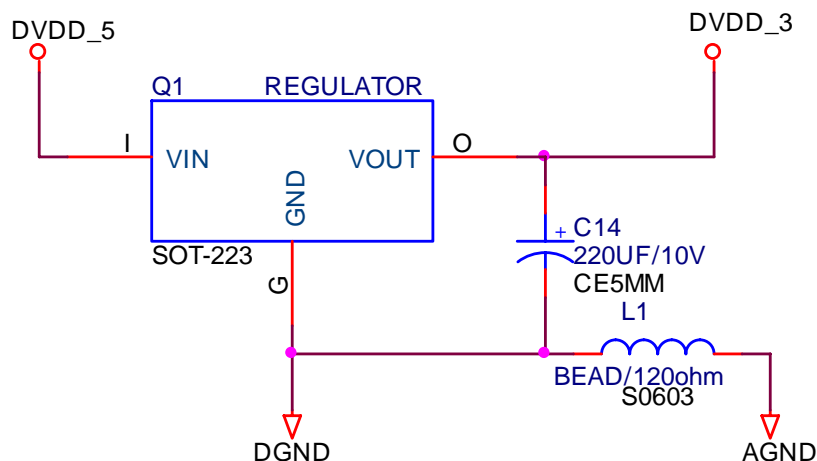 DVDD_5
DVDD_3
Q1 REGULATOR
I
VIN
VOUT
O
GND
SOT-223
G
+ C14
220UF/10V
CE5MM
L1
BEAD/120ohm
S0603
DGND
AGND